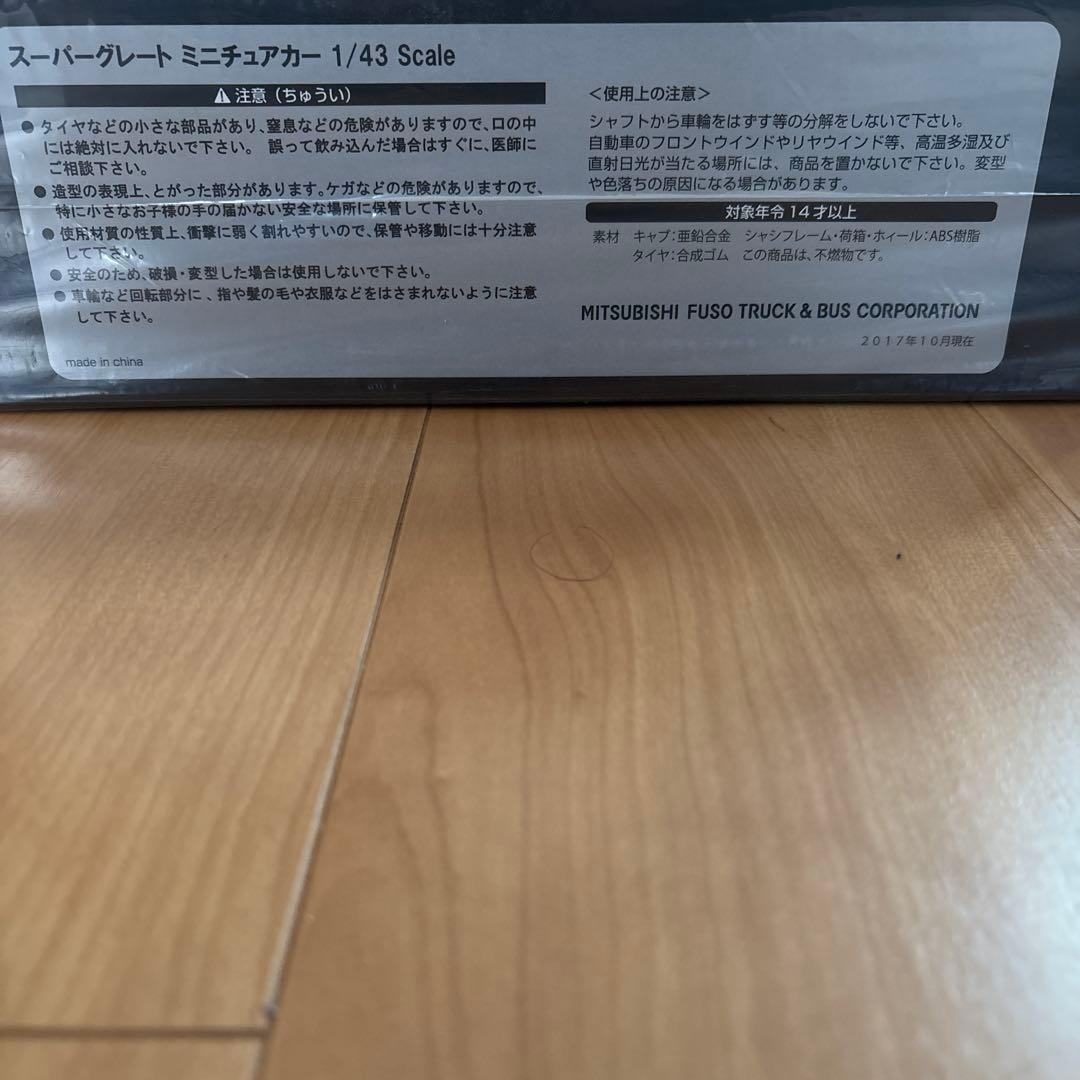 スーパーグレート ミニチュアカー 1/43 Scale
⚠ 注意（ちゅうい）
● タイヤなどの小さな部品があり、窒息などの危険がありますので、口の中
には絶対に入れないで下さい。 誤って飲み込んだ場合はすぐに、医師に
ご相談下さい。
● 造型の表現上、とがった部分があります。ケガなどの危険がありますので、
特に小さなお子様の手の届かない安全な場所に保管して下さい。
● 使用材質の性質上、衝撃に弱く割れやすいので、保管や移動には十分注意
して下さい。
● 安全のため、破損・変型した場合は使用しないで下さい。
● 車輪など回転部分に、指や髪の毛や衣服などをはさまれないように注意
して下さい。
made in china
＜使用上の注意＞
シャフトから車輪をはずす等の分解をしないで下さい。
自動車のフロントウインドやリヤウインド等、高温多湿及び
直射日光が当たる場所には、商品を置かないで下さい。変型
や色落ちの原因になる場合があります。
対象年令14才以上
素材 キャブ：亜鉛合金 シャシフレーム・荷箱・ホィール：ABS樹脂
タイヤ：合成ゴム この商品は、不燃物です。
MITSUBISHI FUSO TRUCK & BUS CORPORATION
2017年10月現在